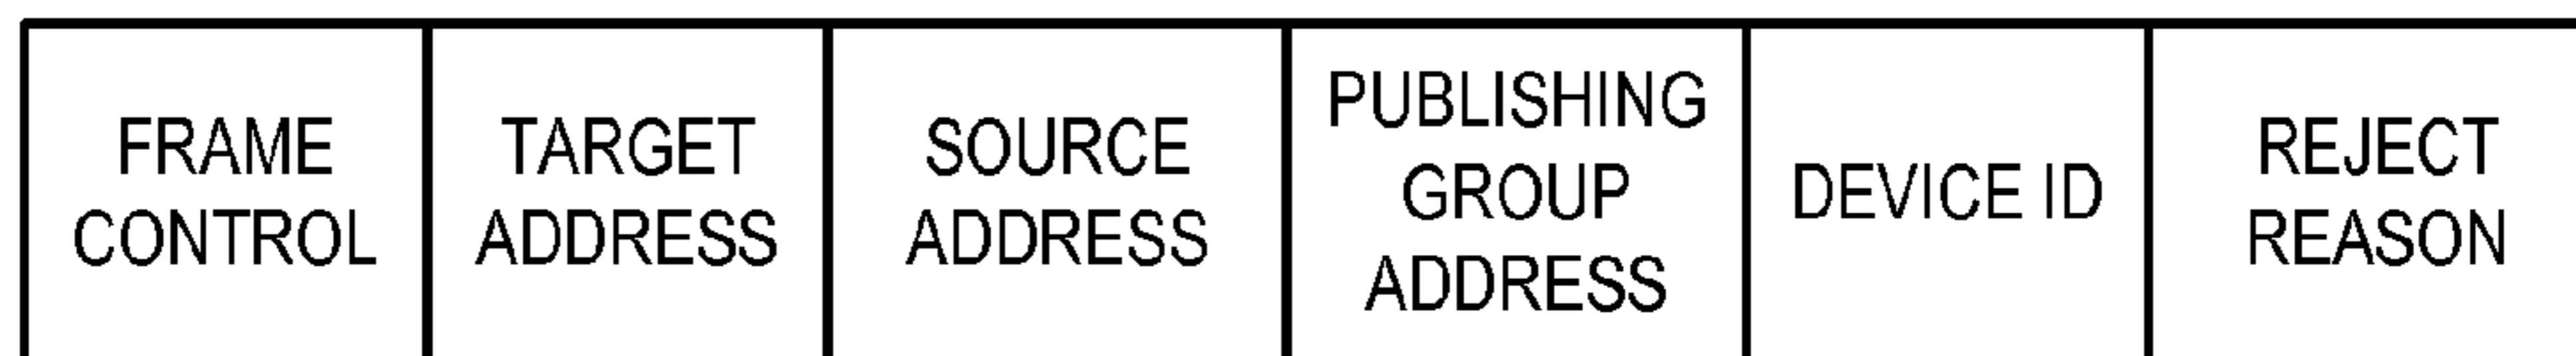 FRAME
CONTROL
TARGET
ADDRESS
SOURCE
ADDRESS
PUBLISHING
GROUP
ADDRESS
DEVICE ID
REJECT
REASON